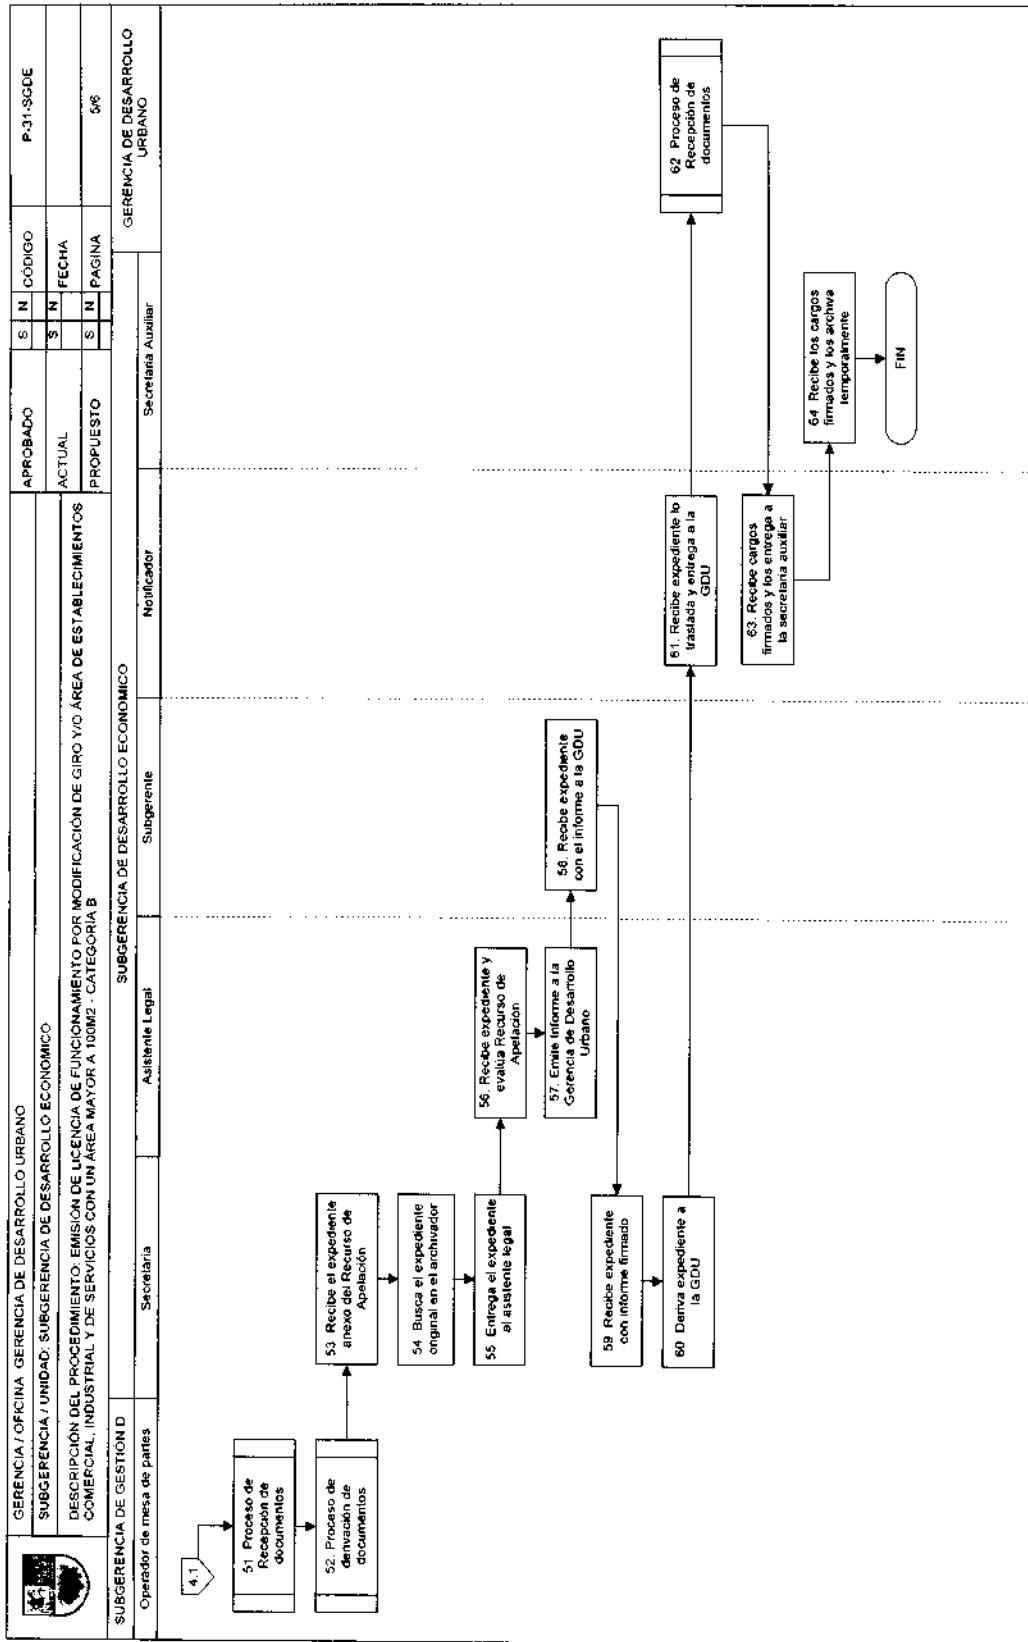 GERENCIA / OFICINA GERENCIA DE DESARROLLO URBANO
APROBADO
S N
CÓDIGO
P-31-SGDE
SUBGERENCIA / UNIDAD: SUBGERENCIA DE DESARROLLO ECONOMICO
ACTUAL
S N
FECHA
DESCRIPCIÓN DEL PROCEDIMIENTO: EMISIÓN DE LICENCIA DE FUNCIONAMIENTO POR MODIFICACIÓN DE GIRO Y/O ÁREA DE ESTABLECIMIENTOS
COMERCIAL, INDUSTRIAL Y DE SERVICIOS CON UN ÁREA MAYOR A 100M2 - CATEGORÍA B
PROPUESTO
S N
PAGINA
5/6
SUBGERENCIA DE GESTIÓN D
SUBGERENCIA DE DESARROLLO ECONOMICO
GERENCIA DE DESARROLLO
URBANO
Operador de mesa de partes
Secretaria
Asistente Legal
Subgerente
Notificador
Secretaria Auxiliar
4.1
51 Proceso de
Recepción de
documentos
52. Proceso de
derivación de
documentos
53 Recibe el expediente
anexo del Recurso de
Apelación
54 Busca el expediente
original en el archivador
55 Entrega el expediente
al asistente legal
56. Recibe expediente y
evalúa Recurso de
Apelación
57. Emite Informe a la
Gerencia de Desarrollo
Urbano
58. Recibe expediente
con el informe a la GDU
59 Recibe expediente
con informe firmado
60 Deriva expediente a
la GDU
61. Recibe expediente lo
traslada y entrega a la
GDU
62 Proceso de
Recepción de
documentos
63. Recibe cargos
firmados y los entrega a
la secretaria auxiliar
64 Recibe los cargos
firmados y los archiva
temporalmente
FIN